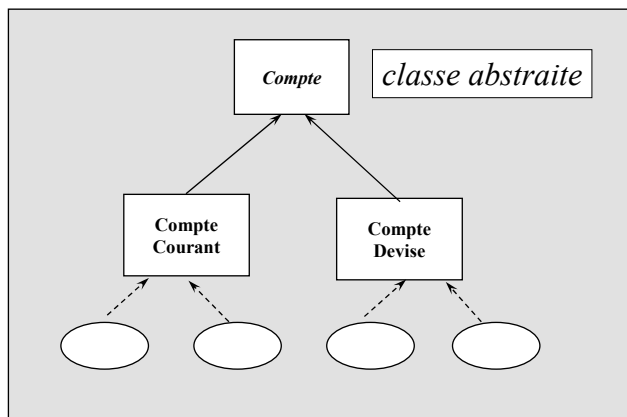 Compte
classe abstraite
Compte
Courant
Compte
Devise